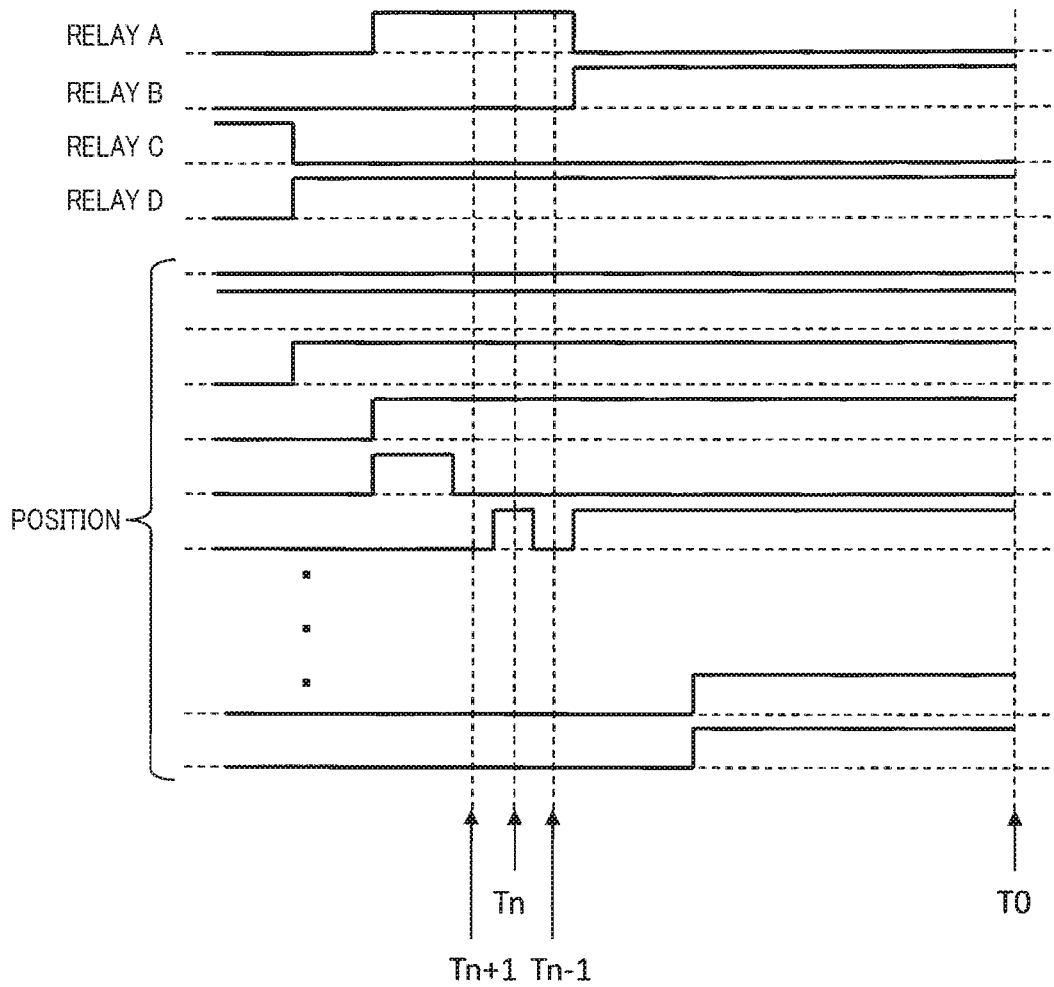 RELAY A
RELAY B
RELAY C
RELAY D
POSITION
Tn
T0
Tn+1 Tn-1